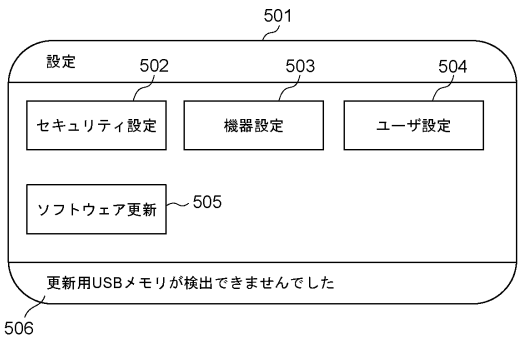 501
設定
502
503
504
セキュリティ設定
機器設定
ユーザ設定
ソフトウェア更新
505
更新用USBメモリが検出できませんでした
506